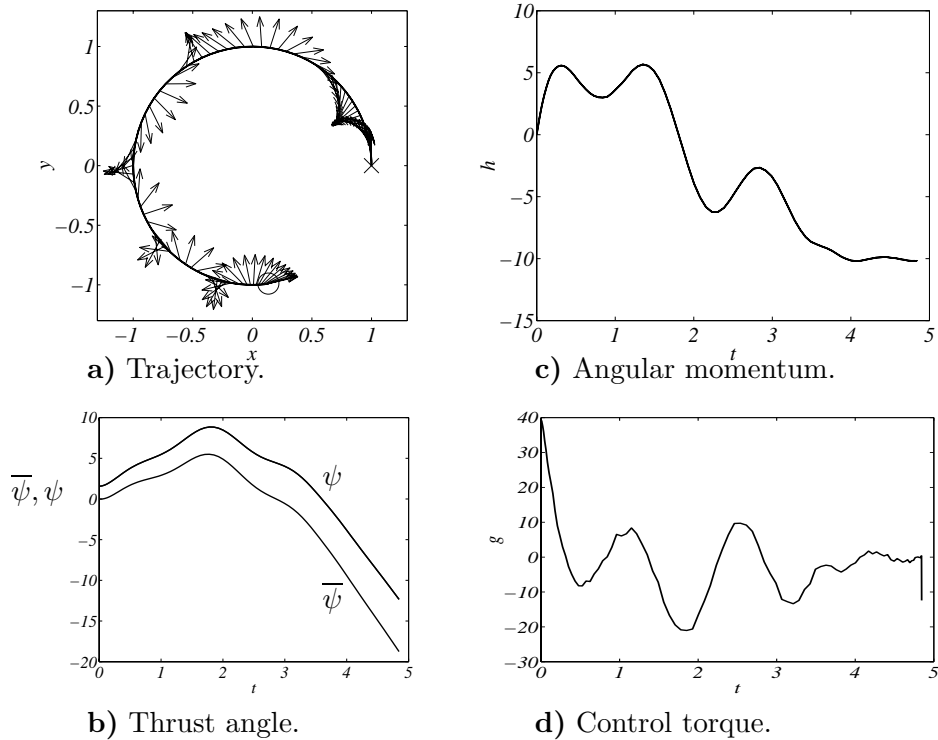 1
0.5
0
−0.5
−1
y
−1 −0.5 0 0.5 1
x
a) Trajectory.
10
5
0
−5
−10
−15
h
0 1 2 3 4 5
t
c) Angular momentum.
10
5
0
−5
−10
−15
−20
ψ̅, ψ
ψ
ψ̅
0 1 2 3 4 5
t
b) Thrust angle.
40
30
20
10
0
−10
−20
−30
g
0 1 2 3 4 5
t
d) Control torque.